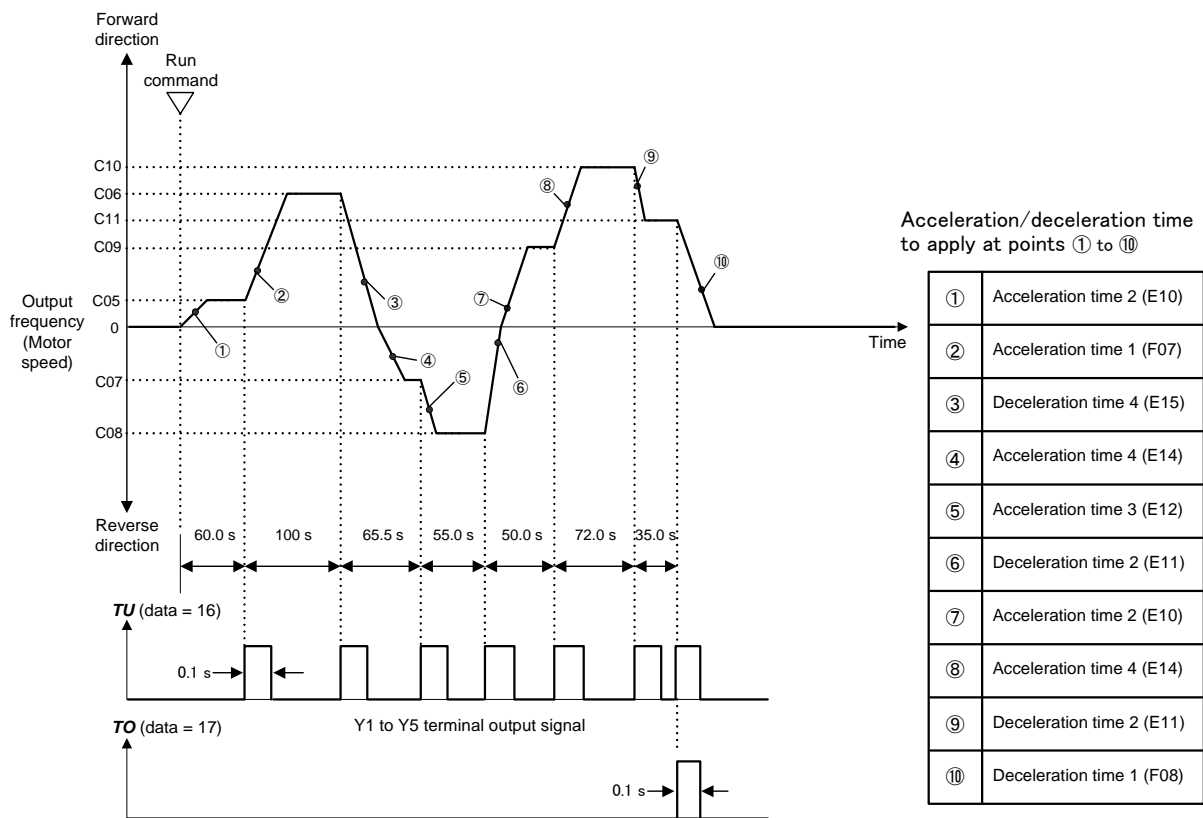 Forward
direction
Run
command
C10
C06
C11
C09
C05
0
C07
C08
Output
frequency
(Motor
speed)
①
②
③
④
⑤
⑥
⑦
⑧
⑨
⑩
Time
Reverse
direction
60.0 s
100 s
65.5 s
55.0 s
50.0 s
72.0 s
35.0 s
TU (data = 16)
0.1 s
TO (data = 17)
Y1 to Y5 terminal output signal
0.1 s
Acceleration/deceleration time
to apply at points ① to ⑩
① Acceleration time 2 (E10)
② Acceleration time 1 (F07)
③ Deceleration time 4 (E15)
④ Acceleration time 4 (E14)
⑤ Acceleration time 3 (E12)
⑥ Deceleration time 2 (E11)
⑦ Acceleration time 2 (E10)
⑧ Acceleration time 4 (E14)
⑨ Deceleration time 2 (E11)
⑩ Deceleration time 1 (F08)